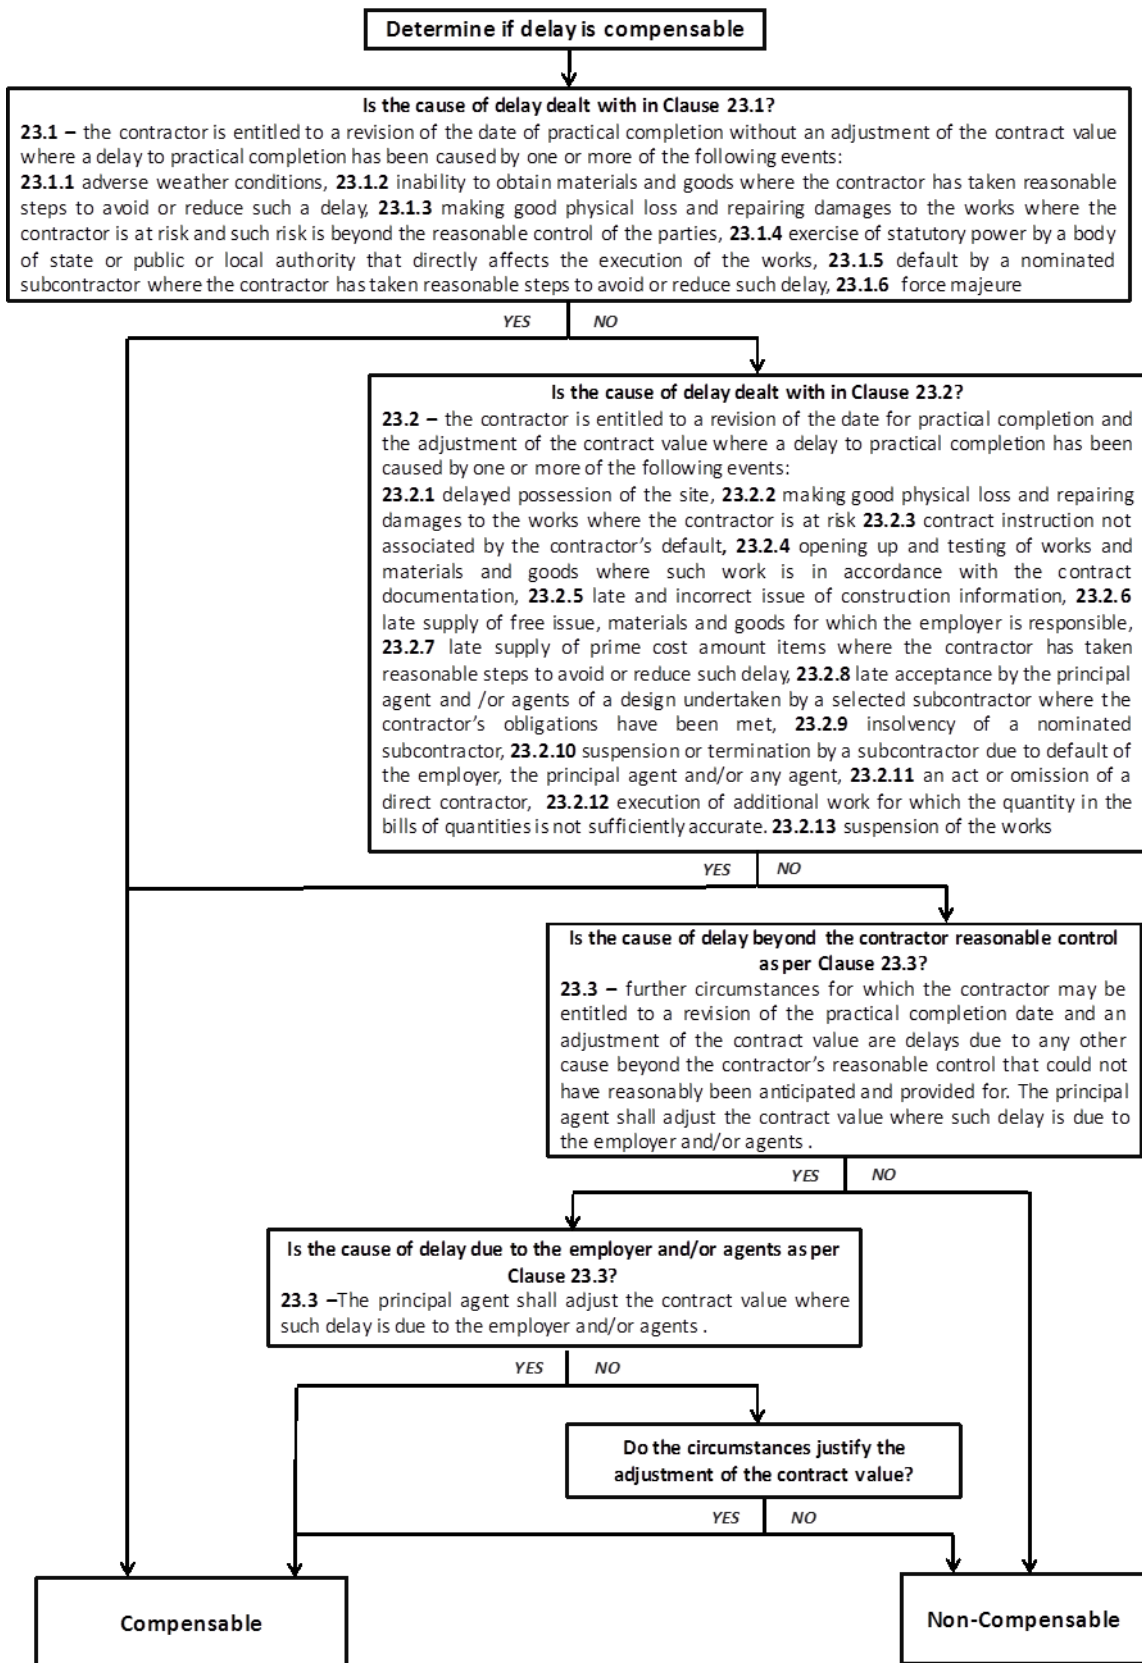 Determine if delay is compensable
Is the cause of delay dealt with in Clause 23.1?
23.1 – the contractor is entitled to a revision of the date of practical completion without an adjustment of the contract value
where a delay to practical completion has been caused by one or more of the following events:
23.1.1 adverse weather conditions, 23.1.2 inability to obtain materials and goods where the contractor has taken reasonable
steps to avoid or reduce such a delay, 23.1.3 making good physical loss and repairing damages to the works where the
contractor is at risk and such risk is beyond the reasonable control of the parties, 23.1.4 exercise of statutory power by a body
of state or public or local authority that directly affects the execution of the works, 23.1.5 default by a nominated
subcontractor where the contractor has taken reasonable steps to avoid or reduce such delay, 23.1.6 force majeure
YES NO
Is the cause of delay dealt with in Clause 23.2?
23.2 – the contractor is entitled to a revision of the date for practical completion and
the adjustment of the contract value where a delay to practical completion has been
caused by one or more of the following events:
23.2.1 delayed possession of the site, 23.2.2 making good physical loss and repairing
damages to the works where the contractor is at risk 23.2.3 contract instruction not
associated by the contractor's default, 23.2.4 opening up and testing of works and
materials and goods where such work is in accordance with the contract
documentation, 23.2.5 late and incorrect issue of construction information, 23.2.6
late supply of free issue, materials and goods for which the employer is responsible,
23.2.7 late supply of prime cost amount items where the contractor has taken
reasonable steps to avoid or reduce such delay, 23.2.8 late acceptance by the principal
agent and /or agents of a design undertaken by a selected subcontractor where the
contractor's obligations have been met, 23.2.9 insolvency of a nominated
subcontractor, 23.2.10 suspension or termination by a subcontractor due to default of
the employer, the principal agent and/or any agent, 23.2.11 an act or omission of a
direct contractor, 23.2.12 execution of additional work for which the quantity in the
bills of quantities is not sufficiently accurate. 23.2.13 suspension of the works
YES NO
Is the cause of delay beyond the contractor reasonable control
as per Clause 23.3?
23.3 – further circumstances for which the contractor may be
entitled to a revision of the practical completion date and an
adjustment of the contract value are delays due to any other
cause beyond the contractor's reasonable control that could not
have reasonably been anticipated and provided for. The principal
agent shall adjust the contract value where such delay is due to
the employer and/or agents .
YES NO
Is the cause of delay due to the employer and/or agents as per
Clause 23.3?
23.3 –The principal agent shall adjust the contract value where
such delay is due to the employer and/or agents .
YES NO
Do the circumstances justify the
adjustment of the contract value?
YES NO
Compensable
Non-Compensable